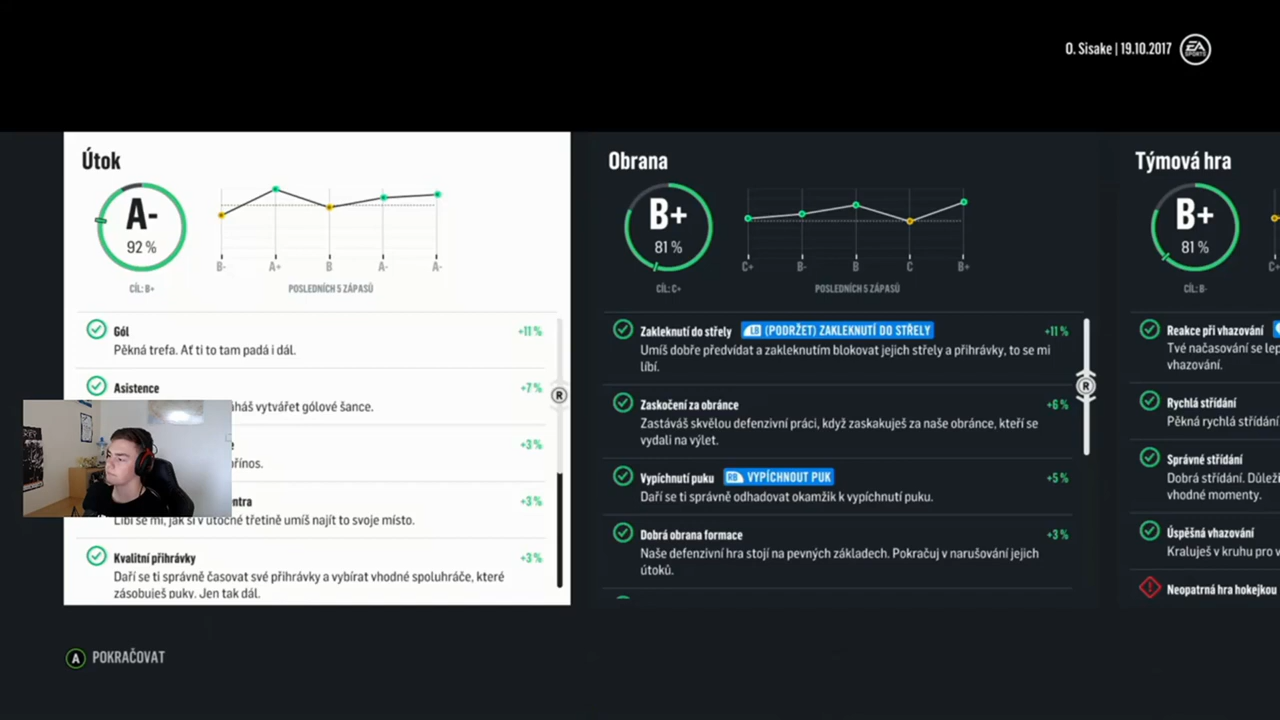 O. Sisake | 19.10.2017
EA SPORTS
Útok
A-
92 %
CÍL: B+
B- A+ B A- A-
POSLEDNÍCH 5 ZÁPASŮ
Gól +11 %
Pěkná trefa. Ať ti to tam padá i dál.
Asistence +7 %
vytvářet gólové šance.
+3 %
+3 %
Líbí se mi, jak si v útočné třetině umíš najít to svoje místo.
Kvalitní přihrávky +3 %
Daří se ti správně časovat své přihrávky a vybírat vhodné spoluhráče, které
zásobuješ puky. Jen tak dál.
R
Obrana
B+
81 %
CÍL: C+
C+ B- B C B+
POSLEDNÍCH 5 ZÁPASŮ
Zakleknutí do střely LB (PODRŽET) ZAKLEKNUTÍ DO STŘELY +11 %
Umíš dobře předvídat a zakleknutím blokovat jejich střely a přihrávky, to se mi
líbí.
Zaskočení za obránce +6 %
Zastáváš skvělou defenzivní práci, když zaskakuješ za naše obránce, kteří se
vydali na výlet.
Vypíchnutí puku RB VYPÍCHNOUT PUK +5 %
Daří se ti správně odhadovat okamžik k vypíchnutí puku.
Dobrá obrana formace +3 %
Naše defenzivní hra stojí na pevných základech. Pokračuj v narušování jejich
útoků.
R
Týmová hra
B+
81 %
CÍL: B-
Reakce při vhazování
Tvé načasování se
vhazování.
Rychlá střídání
Pěkná rychlá střídání
Správné střídání
Dobrá střídání.
vhodné momenty.
Úspěšná vhazování
Kraluješ v kruhu pro
Neopatrná hra hokejkou
A POKRAČOVAT